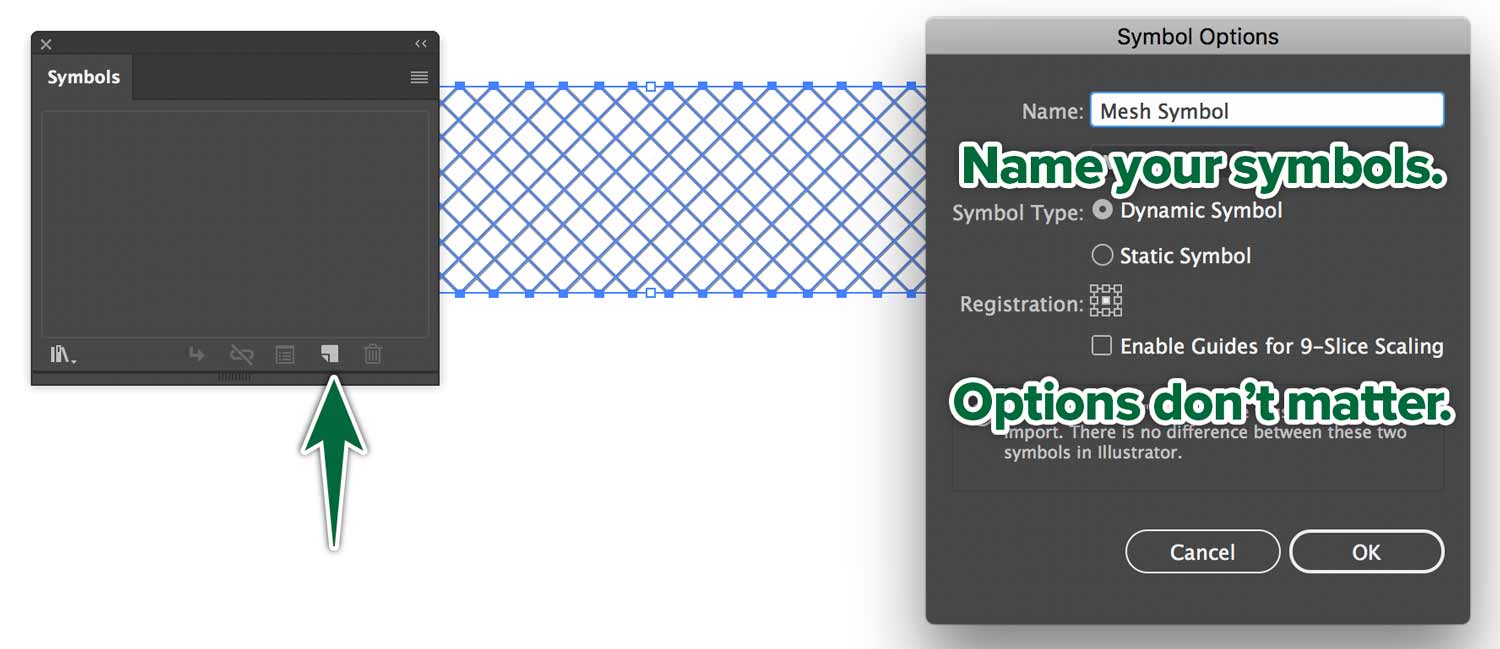 Symbols
Symbol Options
Name: Mesh Symbol
Name your symbols.
Symbol Type: Dynamic Symbol
Static Symbol
Registration:
Enable Guides for 9-Slice Scaling
Options don't matter.
import. There is no difference between these two
symbols in Illustrator.
Cancel OK